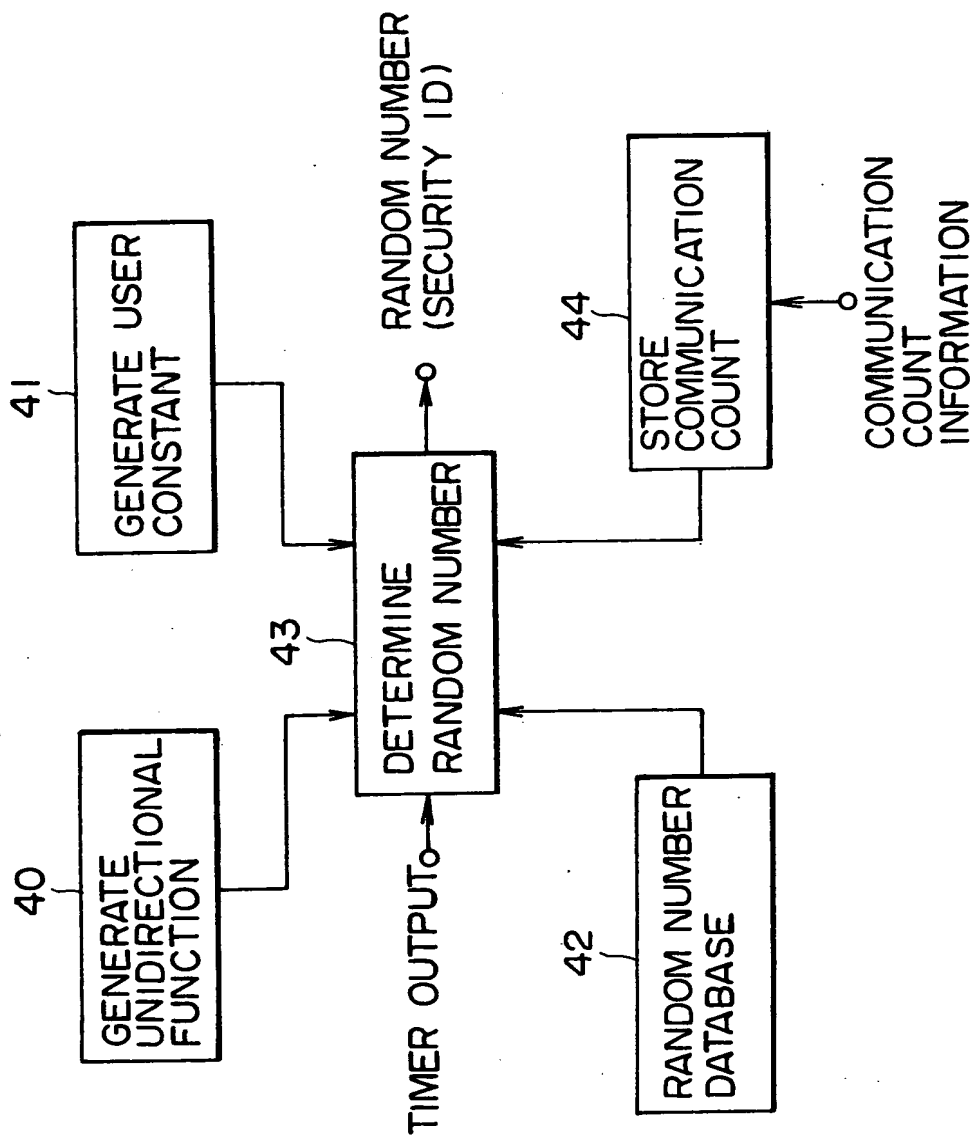 40
GENERATE
UNIDIRECTIONAL
FUNCTION
41
GENERATE USER
CONSTANT
TIMER OUTPUT
43
DETERMINE
RANDOM NUMBER
RANDOM NUMBER
(SECURITY ID)
42
RANDOM NUMBER
DATABASE
44
STORE
COMMUNICATION
COUNT
COMMUNICATION
COUNT
INFORMATION